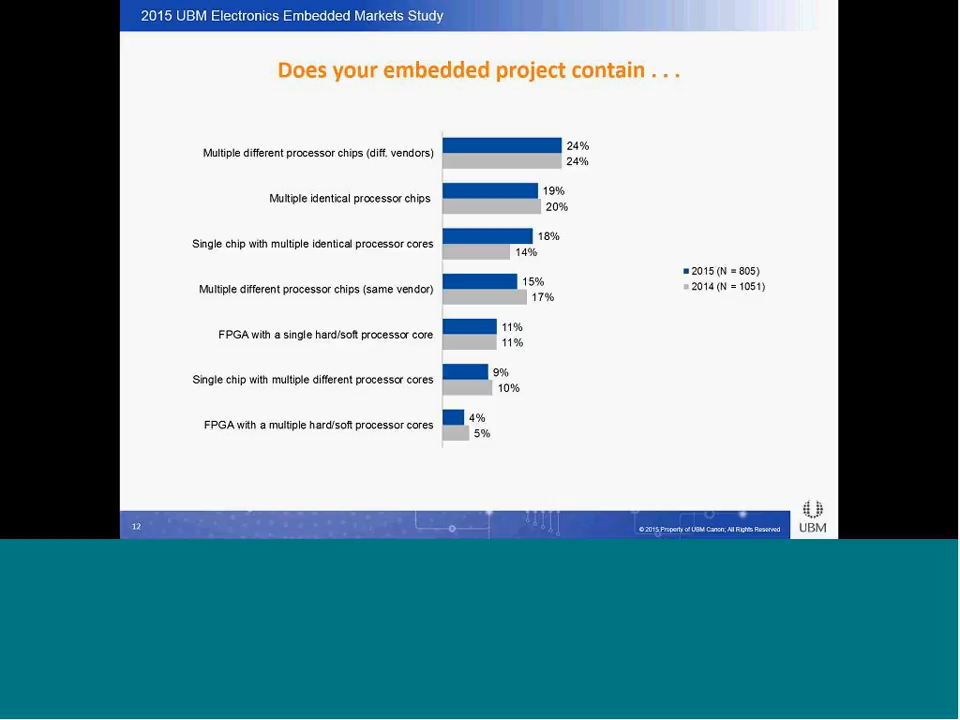 2015 UBM Electronics Embedded Markets Study
Does your embedded project contain . . .
Multiple different processor chips (diff. vendors)
24%
24%
Multiple identical processor chips
19%
20%
Single chip with multiple identical processor cores
18%
14%
Multiple different processor chips (same vendor)
15%
17%
FPGA with a single hard/soft processor core
11%
11%
Single chip with multiple different processor cores
9%
10%
FPGA with a multiple hard/soft processor cores
4%
5%
2015 (N = 805)
2014 (N = 1051)
12
© 2015 Property of UBM Canon; All Rights Reserved
UBM